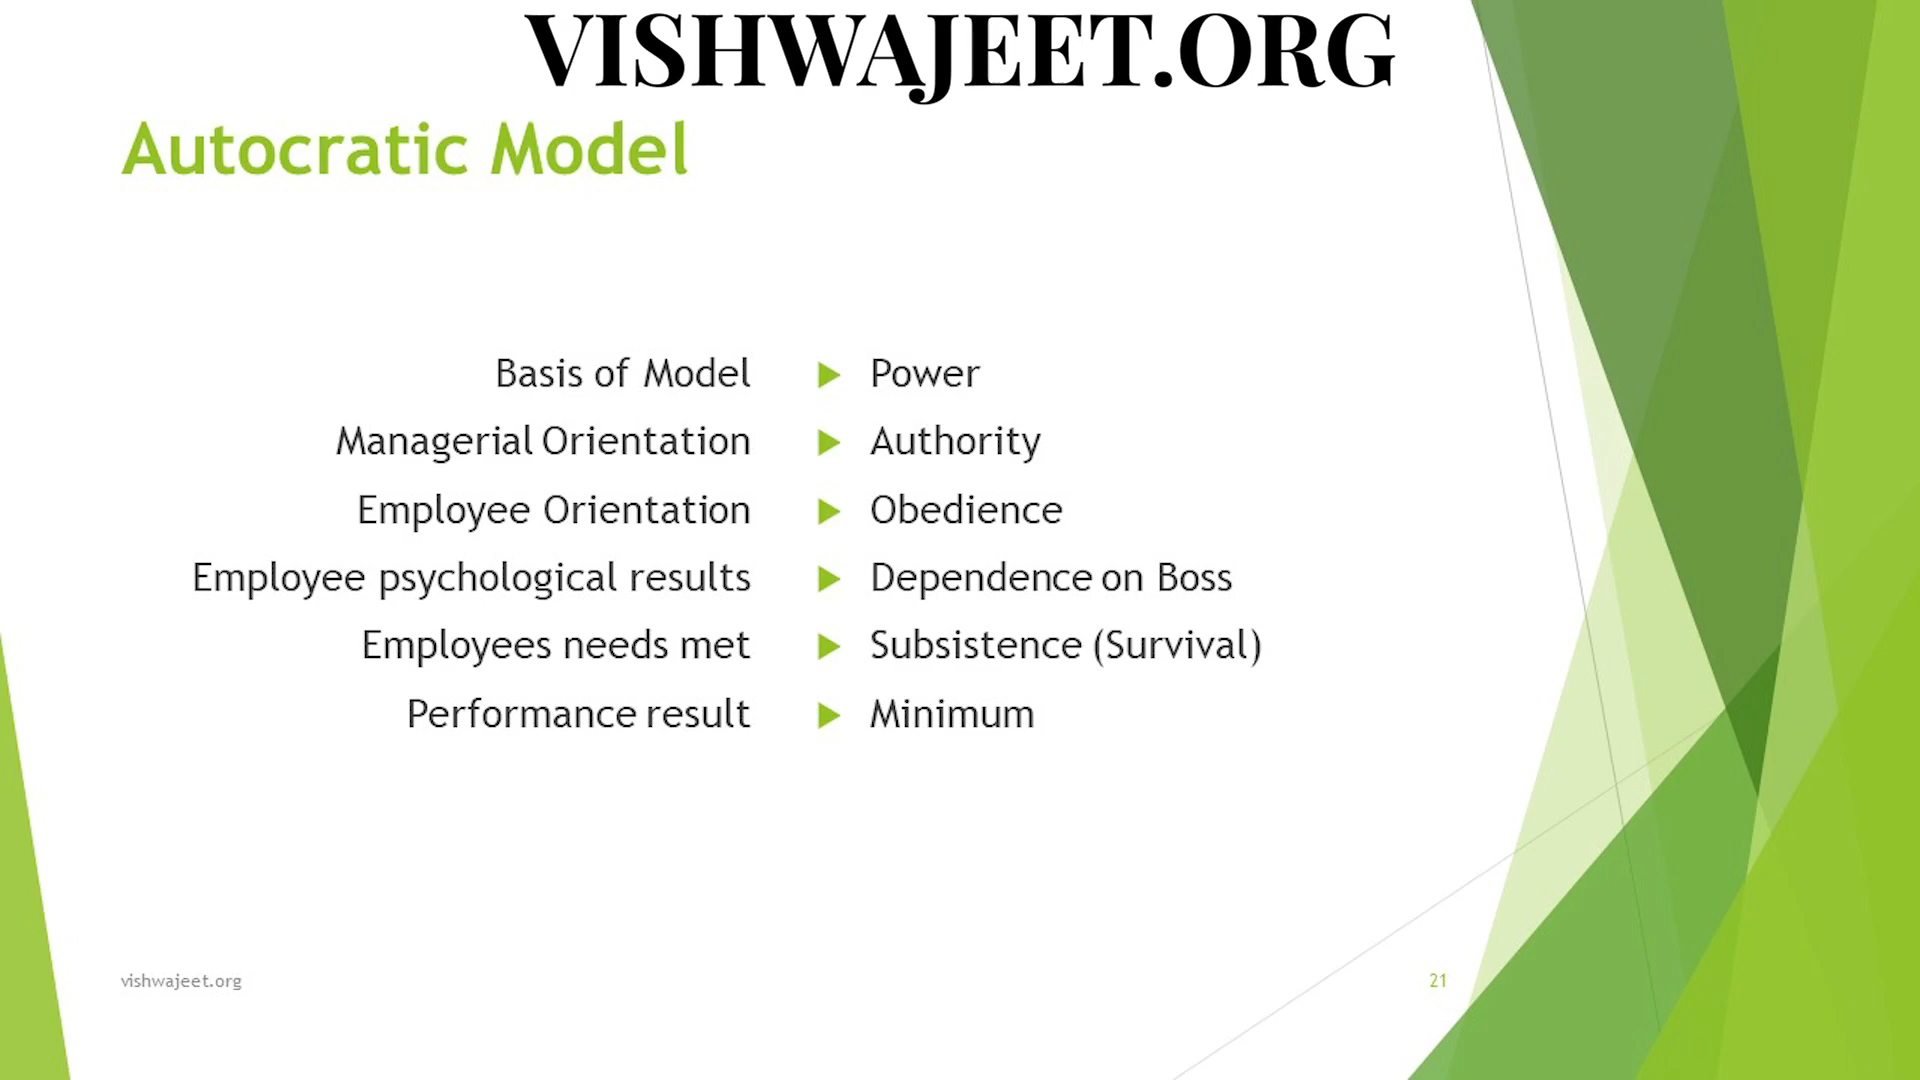 VISHWAJEET.ORG
Autocratic Model
Basis of Model ▶ Power
Managerial Orientation ▶ Authority
Employee Orientation ▶ Obedience
Employee psychological results ▶ Dependence on Boss
Employees needs met ▶ Subsistence (Survival)
Performance result ▶ Minimum
vishwajeet.org 21